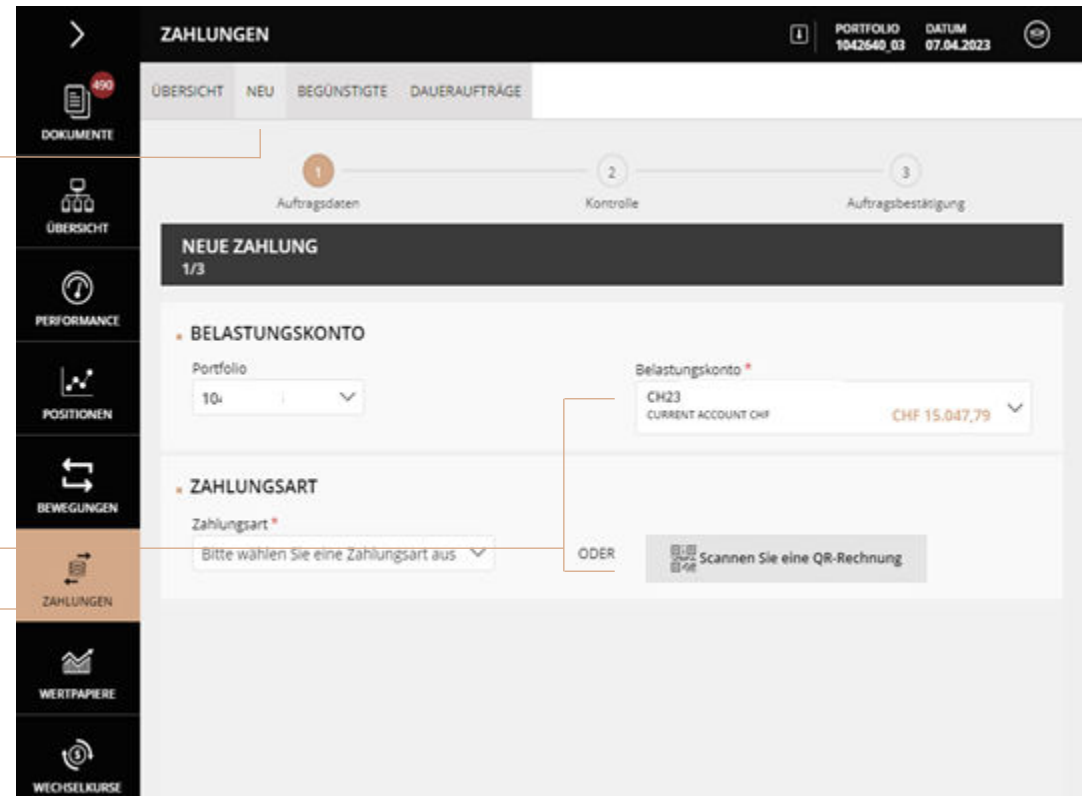 ZAHLUNGEN
PORTFOLIO
1042640_03
DATUM
07.04.2023
490
DOKUMENTE
ÜBERSICHT
PERFORMANCE
POSITIONEN
BEWEGUNGEN
ZAHLUNGEN
WERTPAPIERE
WECHSELKURSE
ÜBERSICHT NEU BEGÜNSTIGTE DAUERAUFTRÄGE
1 2 3
Auftragsdaten Kontrolle Auftragsbestätigung
NEUE ZAHLUNG
1/3
BELASTUNGSKONTO
Portfolio
10
Belastungskonto *
CH23
CURRENT ACCOUNT CHF
CHF 15.047,79
ZAHLUNGSART
Zahlungsart *
Bitte wählen Sie eine Zahlungsart aus
ODER
Scannen Sie eine QR-Rechnung